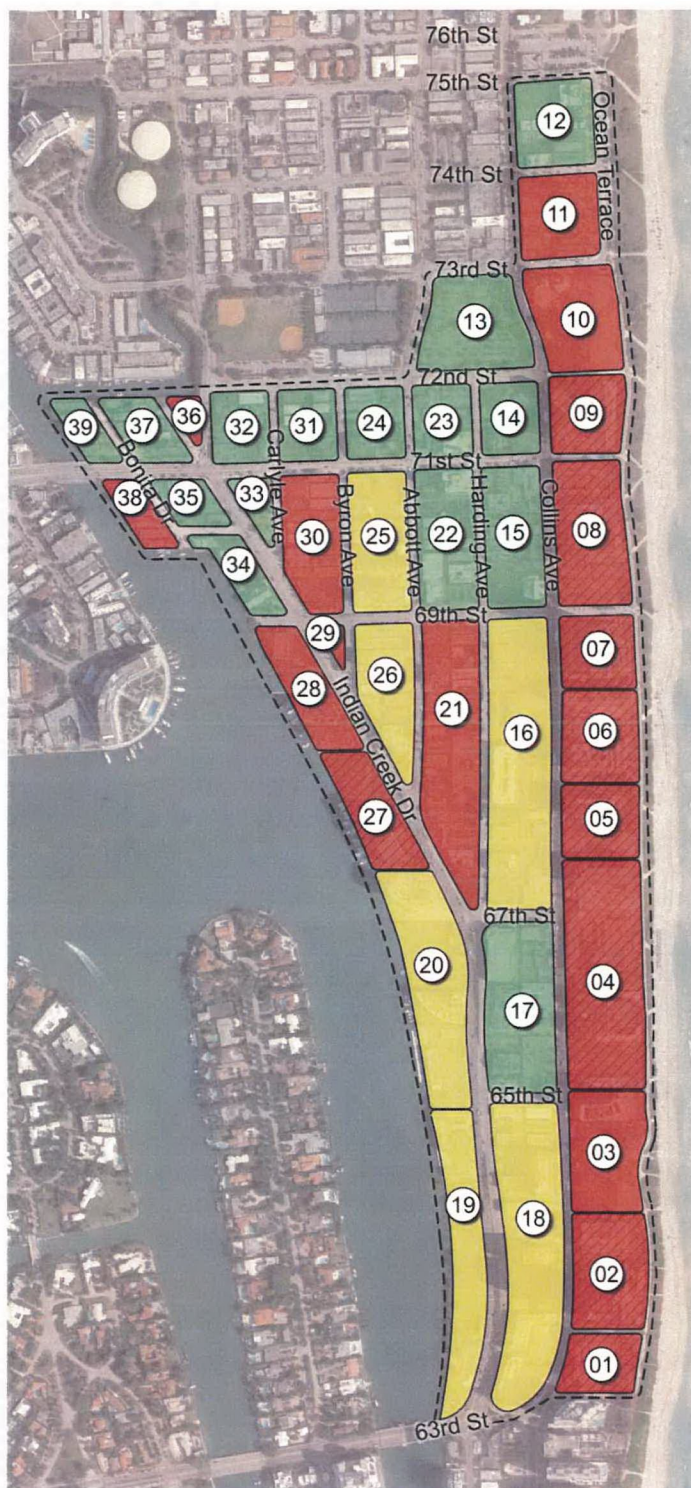 76th St
75th St
12
Ocean Terrace
74th St
11
73rd St
13
10
72nd St
39
37
36
32
31
24
23
14
09
Bonita Dr
Carlyle Ave
71st St
38
35
33
30
Byron Ave
25
Abbott Ave
22
Harding Ave
15
Collins Ave
08
34
69th St
29
28
26
21
16
07
06
Indian Creek Dr
27
05
67th St
20
17
04
65th St
03
19
18
02
01
63rd St